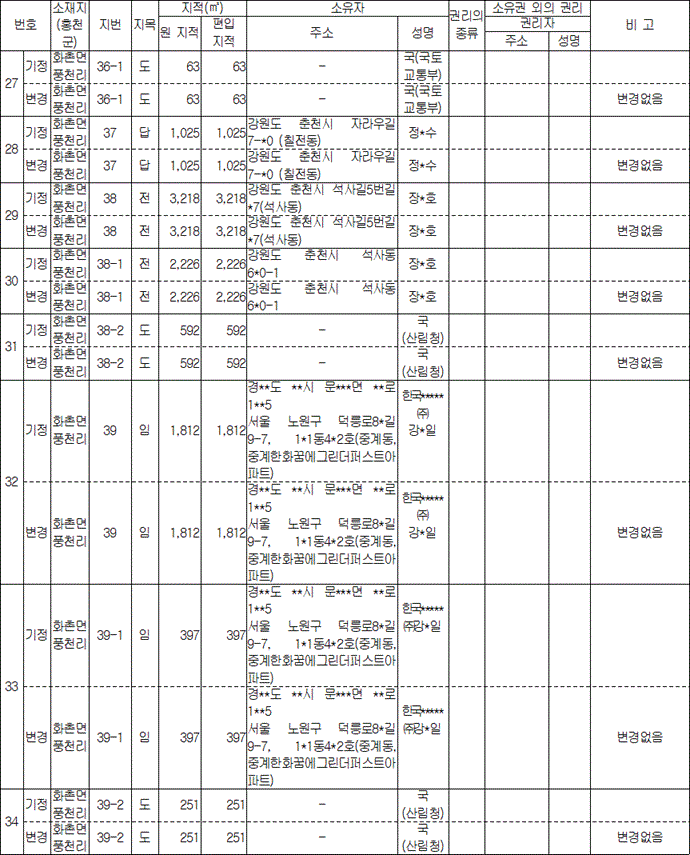 번호 소재지(홍천군) 지번 지목 지적(㎡) 소유자 권리의 종류 소유권 외의 권리 비 고
원 지적 편입 지적 주소 성명 권리자
주소 성명
27 기정 화촌면 풍천리 36-1 도 63 63 - 국(국토교통부)
변경 화촌면 풍천리 36-1 도 63 63 - 국(국토교통부) 변경없음
28 기정 화촌면 풍천리 37 답 1,025 1,025 강원도 춘천시 자라우길 7-*0 (칠전동) 정*수
변경 화촌면 풍천리 37 답 1,025 1,025 강원도 춘천시 자라우길 7-*0 (칠전동) 정*수 변경없음
29 기정 화촌면 풍천리 38 전 3,218 3,218 강원도 춘천시 석사길5번길 *7(석사동) 장*호
변경 화촌면 풍천리 38 전 3,218 3,218 강원도 춘천시 석사길5번길 *7(석사동) 장*호 변경없음
30 기정 화촌면 풍천리 38-1 전 2,226 2,226 강원도 춘천시 석사동 6*0-1 장*호
변경 화촌면 풍천리 38-1 전 2,226 2,226 강원도 춘천시 석사동 6*0-1 장*호 변경없음
31 기정 화촌면 풍천리 38-2 도 592 592 - 국(산림청)
변경 화촌면 풍천리 38-2 도 592 592 - 국(산림청) 변경없음
32 기정 화촌면 풍천리 39 임 1,812 1,812 경**도 **시 문***면 **로 1**5 한국*****㈜
서울 노원구 덕릉로8*길 9-7, 1*1동4*2호(중계동, 중계한화꿈에그린더퍼스트아파트) 강*일
변경 화촌면 풍천리 39 임 1,812 1,812 경**도 **시 문***면 **로 1**5 한국*****㈜
서울 노원구 덕릉로8*길 9-7, 1*1동4*2호(중계동, 중계한화꿈에그린더퍼스트아파트) 강*일 변경없음
33 기정 화촌면 풍천리 39-1 임 397 397 경**도 **시 문***면 **로 1**5 한국*****
서울 노원구 덕릉로8*길 9-7, 1*1동4*2호(중계동, 중계한화꿈에그린더퍼스트아파트) ㈜강*일
변경 화촌면 풍천리 39-1 임 397 397 경**도 **시 문***면 **로 1**5 한국*****
서울 노원구 덕릉로8*길 9-7, 1*1동4*2호(중계동, 중계한화꿈에그린더퍼스트아파트) ㈜강*일 변경없음
34 기정 화촌면 풍천리 39-2 도 251 251 - 국(산림청)
변경 화촌면 풍천리 39-2 도 251 251 - 국(산림청) 변경없음